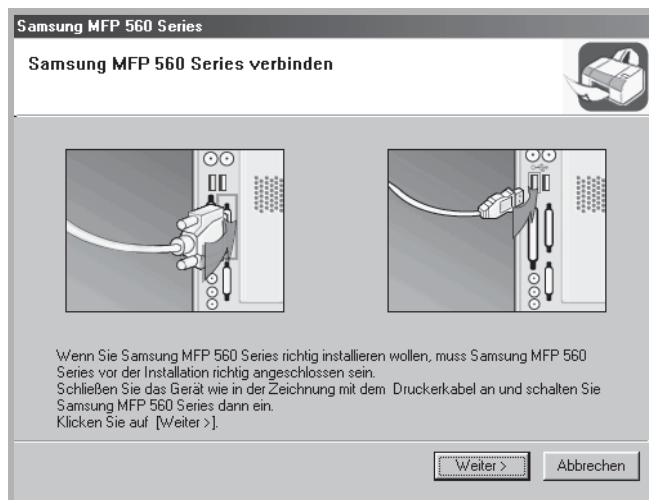 Samsung MFP 560 Series
Samsung MFP 560 Series verbinden
Wenn Sie Samsung MFP 560 Series richtig installieren wollen, muss Samsung MFP 560
Series vor der Installation richtig angeschlossen sein.
Schließen Sie das Gerät wie in der Zeichnung mit dem  Druckerkabel an und schalten Sie
Samsung MFP 560 Series dann ein.
Klicken Sie auf  [Weiter >].
Weiter >
Abbrechen